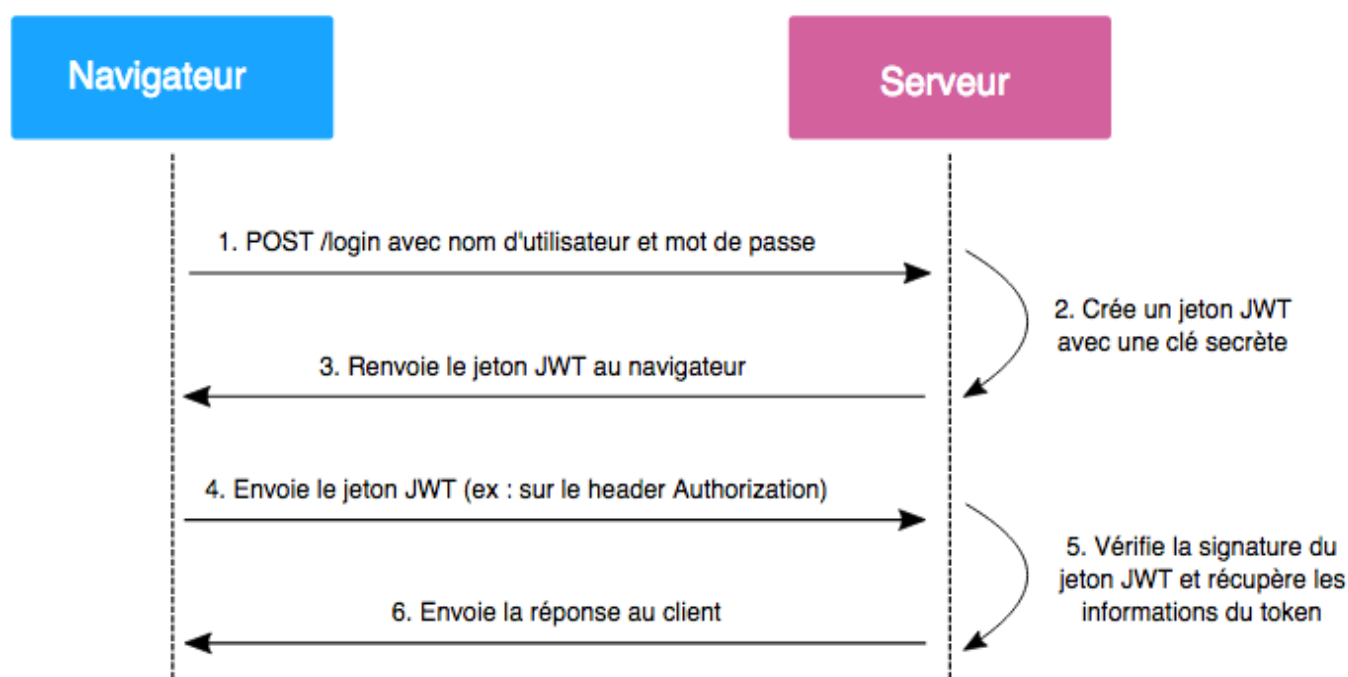 Navigateur
Serveur
1. POST /login avec nom d'utilisateur et mot de passe
2. Crée un jeton JWT
avec une clé secrète
3. Renvoie le jeton JWT au navigateur
4. Envoie le jeton JWT (ex : sur le header Authorization)
5. Vérifie la signature du
jeton JWT et récupère les
informations du token
6. Envoie la réponse au client